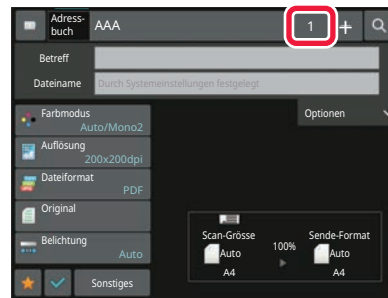 Adress-
buch
AAA
1
Betreff
Dateiname
Durch Systemeinstellungen festgelegt
Farbmodus
Auto/Mono2
Optionen
Auflösung
200x200dpi
Dateiformat
PDF
Original
Belichtung
Auto
Scan-Grösse
Auto
A4
100%
Sende-Format
Auto
A4
Sonstiges